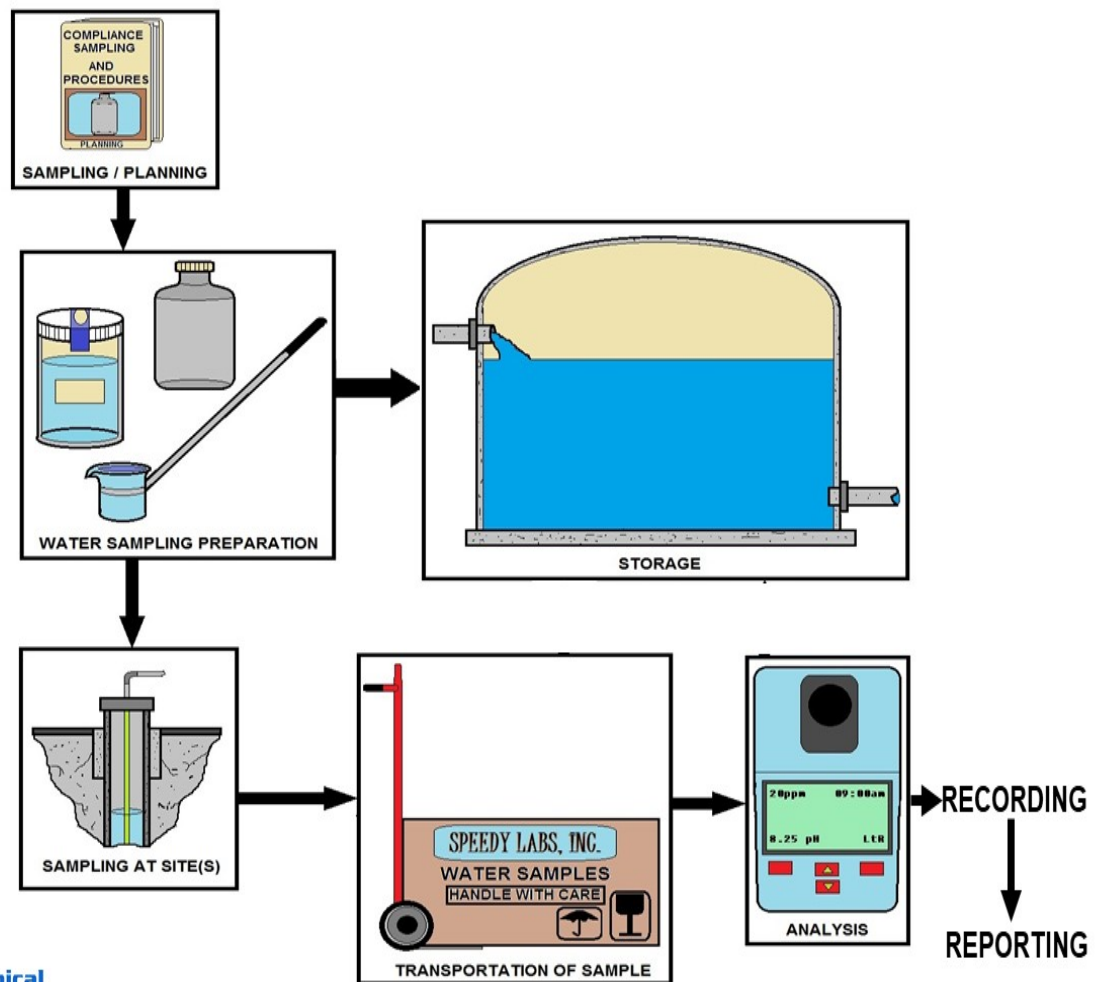 COMPLIANCE
SAMPLING
AND
PROCEDURES
PLANNING
SAMPLING / PLANNING
WATER SAMPLING PREPARATION
STORAGE
SAMPLING AT SITE(S)
SPEEDY LABS, INC.
WATER SAMPLES
HANDLE WITH CARE
TRANSPORTATION OF SAMPLE
20ppm 09:00am
8.25 pH LtR
ANALYSIS
RECORDING
REPORTING